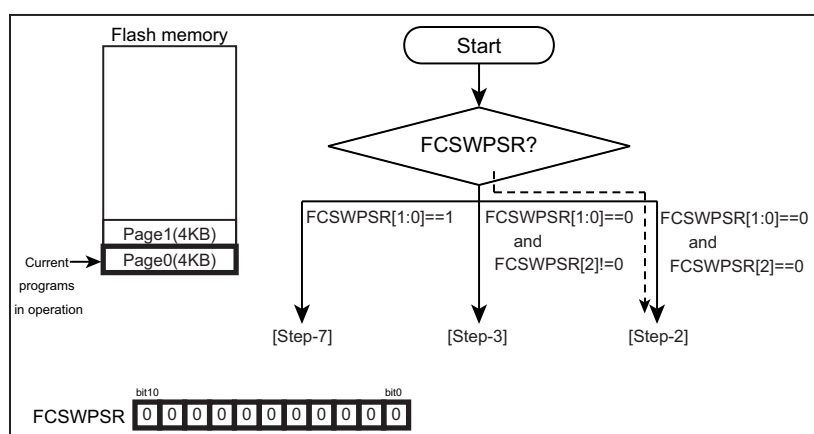 Flash memory
Page1(4KB)
Page0(4KB)
Current
programs
in operation
Start
FCSWPSR?
FCSWPSR[1:0]==1
FCSWPSR[1:0]==0
and
FCSWPSR[2]!=0
FCSWPSR[1:0]==0
and
FCSWPSR[2]==0
[Step-7]
[Step-3]
[Step-2]
bit10
bit0
FCSWPSR 0 0 0 0 0 0 0 0 0 0 0